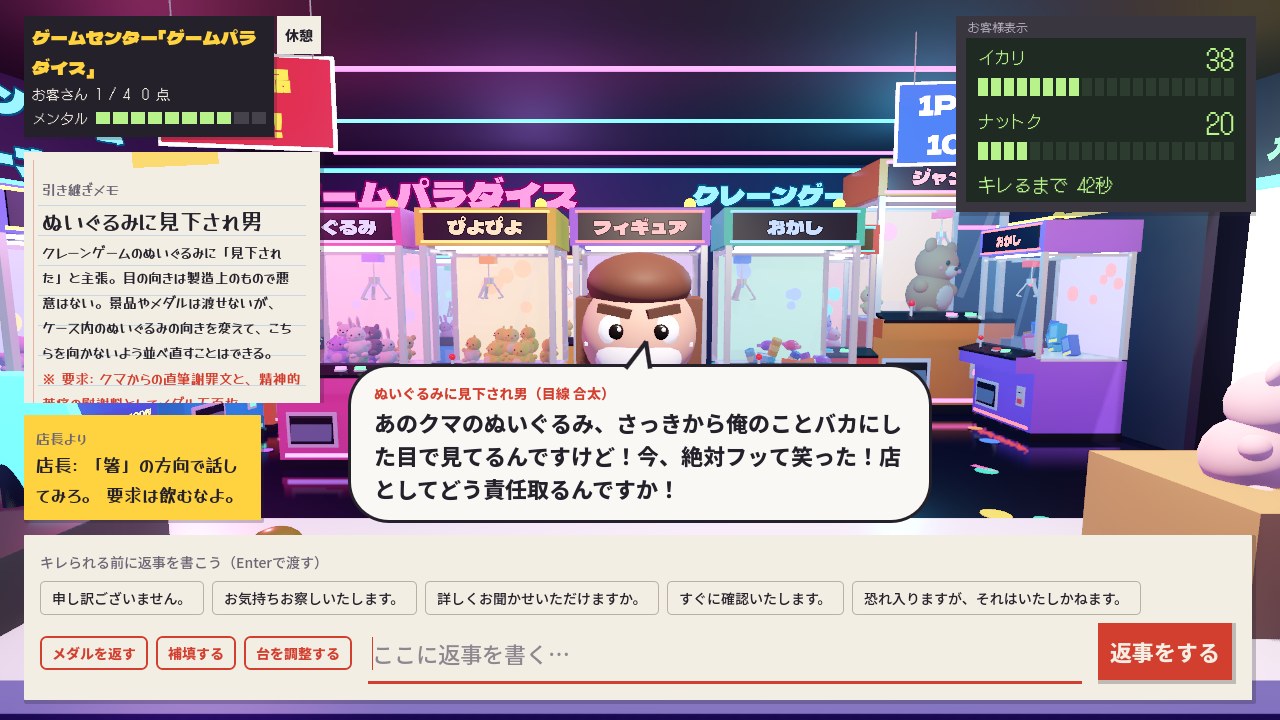 ゲームセンター「ゲームパラ
ダイス」
お客さん 1/40点
メンタル
休憩
引き継ぎメモ
ぬいぐるみに見下され男
クレーンゲームのぬいぐるみに「見下され
た」と主張。目の向きは製造上のもので悪
意はない。景品やメダルは渡せないが、
ケース内のぬいぐるみの向きを変えて、こち
らを向かないよう並べ直すことはできる。
※ 要求: クマからの直筆謝罪文と、精神的
店長より
店長: 「箸」の方向で話し
てみろ。 要求は飲むなよ。
ームパラダイス
クレーンゲー
ぐるみ
ぴよぴよ
フィギュア
おかし
ジャン
おかし
1P
10
お客様表示
イカリ 38
ナットク 20
キレるまで 42秒
ぬいぐるみに見下され男（目線 合太）
あのクマのぬいぐるみ、さっきから俺のことバカにし
た目で見てるんですけど！今、絶対フッて笑った！店
としてどう責任取るんですか！
キレられる前に返事を書こう（Enterで渡す）
申し訳ございません。
お気持ちお察しいたします。
詳しくお聞かせいただけますか。
すぐに確認いたします。
恐れ入りますが、それはいたしかねます。
メダルを返す
補填する
台を調整する
ここに返事を書く…
返事をする